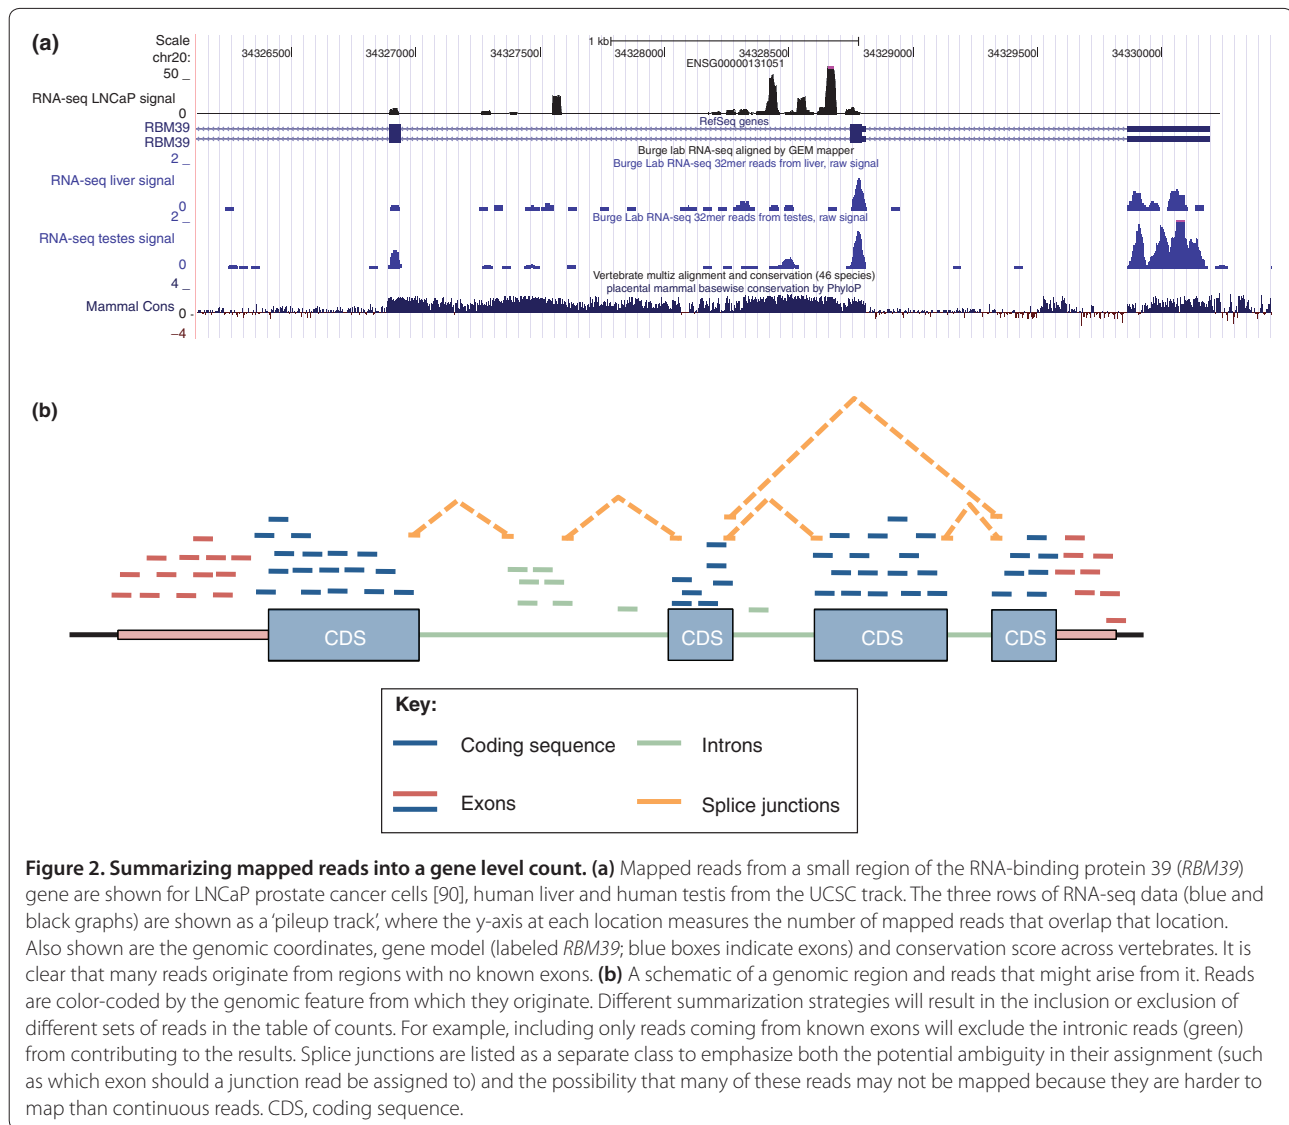 (a)
Scale
1 kb
chr20:
34326500
34327000
34327500
34328000
34328500
34329000
34329500
34330000
ENSG00000131051
50 _
RNA-seq LNCaP signal
0
RefSeq genes
RBM39
RBM39
Burge lab RNA-seq aligned by GEM mapper
2 _
Burge Lab RNA-seq 32mer reads from liver, raw signal
RNA-seq liver signal
0
2 _
Burge Lab RNA-seq 32mer reads from testes, raw signal
RNA-seq testes signal
0
Vertebrate multiz alignment and conservation (46 species)
4 _
placental mammal basewise conservation by PhyloP
Mammal Cons
0 -
−4
(b)
CDS
CDS
CDS
CDS
Key:
Coding sequence
Introns
Exons
Splice junctions
Figure 2. Summarizing mapped reads into a gene level count. (a) Mapped reads from a small region of the RNA-binding protein 39 (RBM39)
gene are shown for LNCaP prostate cancer cells [90], human liver and human testis from the UCSC track. The three rows of RNA-seq data (blue and
black graphs) are shown as a ‘pileup track’, where the y-axis at each location measures the number of mapped reads that overlap that location.
Also shown are the genomic coordinates, gene model (labeled RBM39; blue boxes indicate exons) and conservation score across vertebrates. It is
clear that many reads originate from regions with no known exons. (b) A schematic of a genomic region and reads that might arise from it. Reads
are color-coded by the genomic feature from which they originate. Different summarization strategies will result in the inclusion or exclusion of
different sets of reads in the table of counts. For example, including only reads coming from known exons will exclude the intronic reads (green)
from contributing to the results. Splice junctions are listed as a separate class to emphasize both the potential ambiguity in their assignment (such
as which exon should a junction read be assigned to) and the possibility that many of these reads may not be mapped because they are harder to
map than continuous reads. CDS, coding sequence.